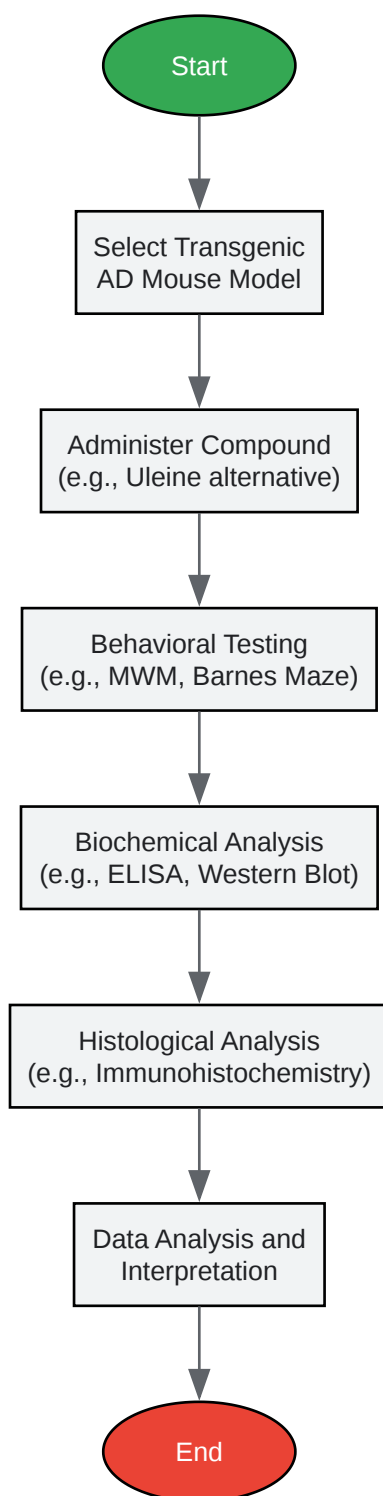 Start
Select Transgenic
AD Mouse Model
Administer Compound
(e.g., Uleine alternative)
Behavioral Testing
(e.g., MWM, Barnes Maze)
Biochemical Analysis
(e.g., ELISA, Western Blot)
Histological Analysis
(e.g., Immunohistochemistry)
Data Analysis and
Interpretation
End